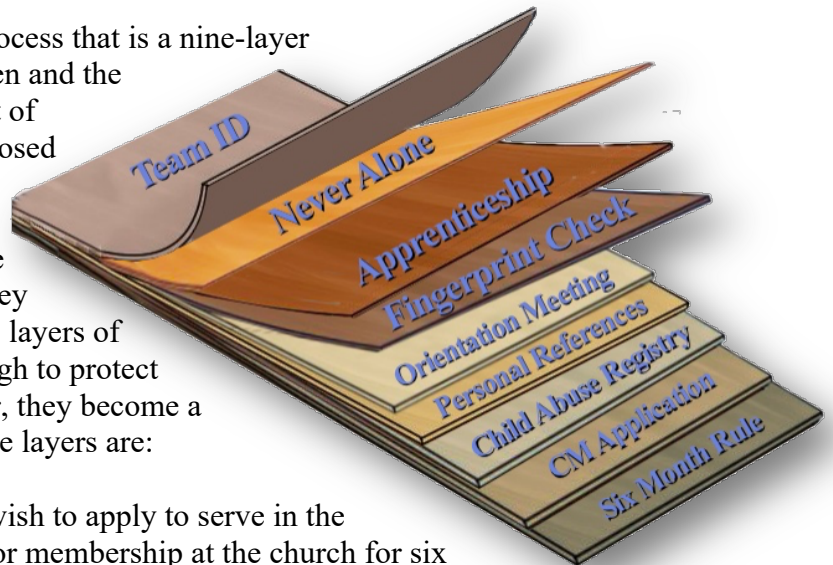 ocess that is a nine-layer
en and the
of
osed
ey
layers of
gh to protect
, they become a
e layers are:
wish to apply to serve in the
or membership at the church for six
Team ID
Never Alone
Apprenticeship
Fingerprint Check
Orientation Meeting
Personal References
Child Abuse Registry
CM Application
Six Month Rule